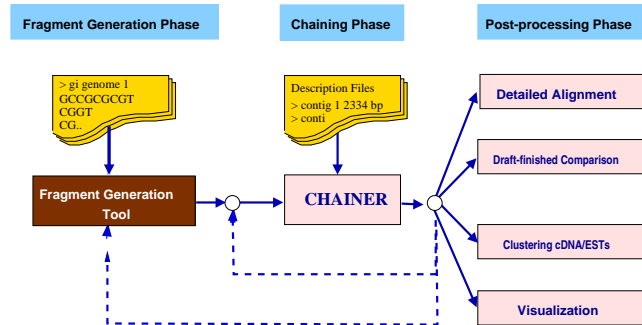 Fragment Generation Phase
Chaining Phase
Post-processing Phase
> gi genome 1
GCCGCGCGT
CGGT
CG..
Description Files
> contig 1 2334 bp
> conti
Detailed Alignment
Draft-finished Comparison
Fragment Generation
Tool
CHAINER
Clustering cDNA/ESTs
Visualization